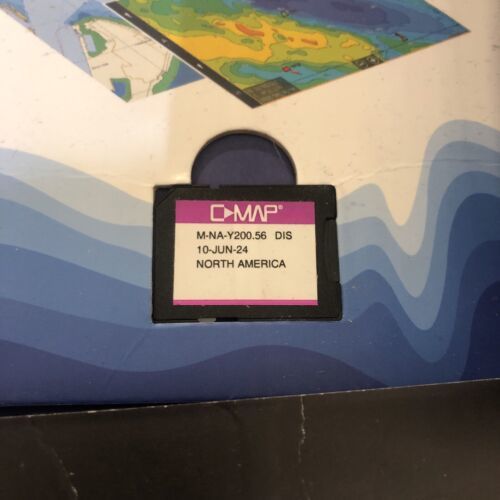 C-MAP®
M-NA-Y200.56 DIS
10-JUN-24
NORTH AMERICA